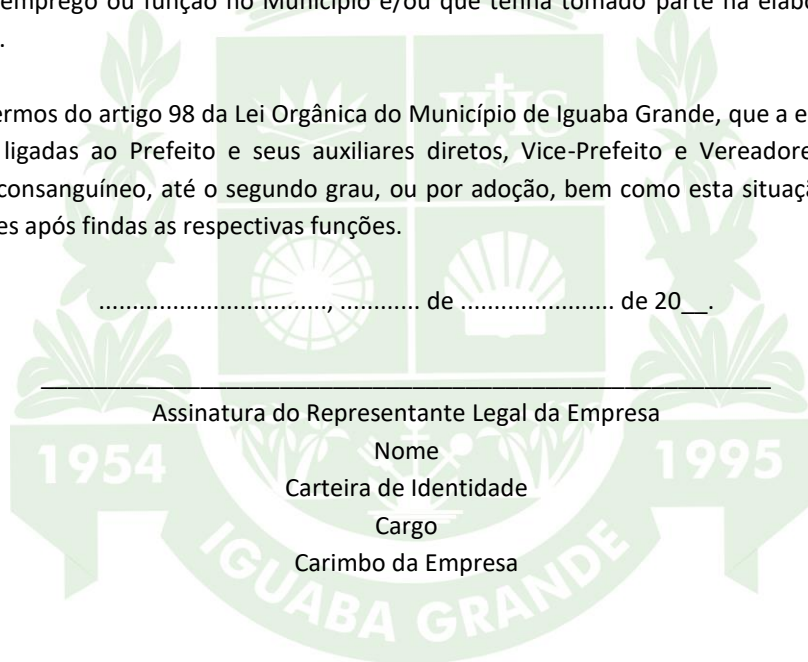 emprego ou função no Município e/ou que tenha tomado parte na elabo
.
ermos do artigo 98 da Lei Orgânica do Município de Iguaba Grande, que a e
ligadas ao Prefeito e seus auxiliares diretos, Vice-Prefeito e Vereadore
consanguíneo, até o segundo grau, ou por adoção, bem como esta situaçã
es após findas as respectivas funções.
.................................., ............ de ....................... de 20__.
Assinatura do Representante Legal da Empresa
Nome
Carteira de Identidade
Cargo
Carimbo da Empresa
1954
1995
IGUABA GRANDE